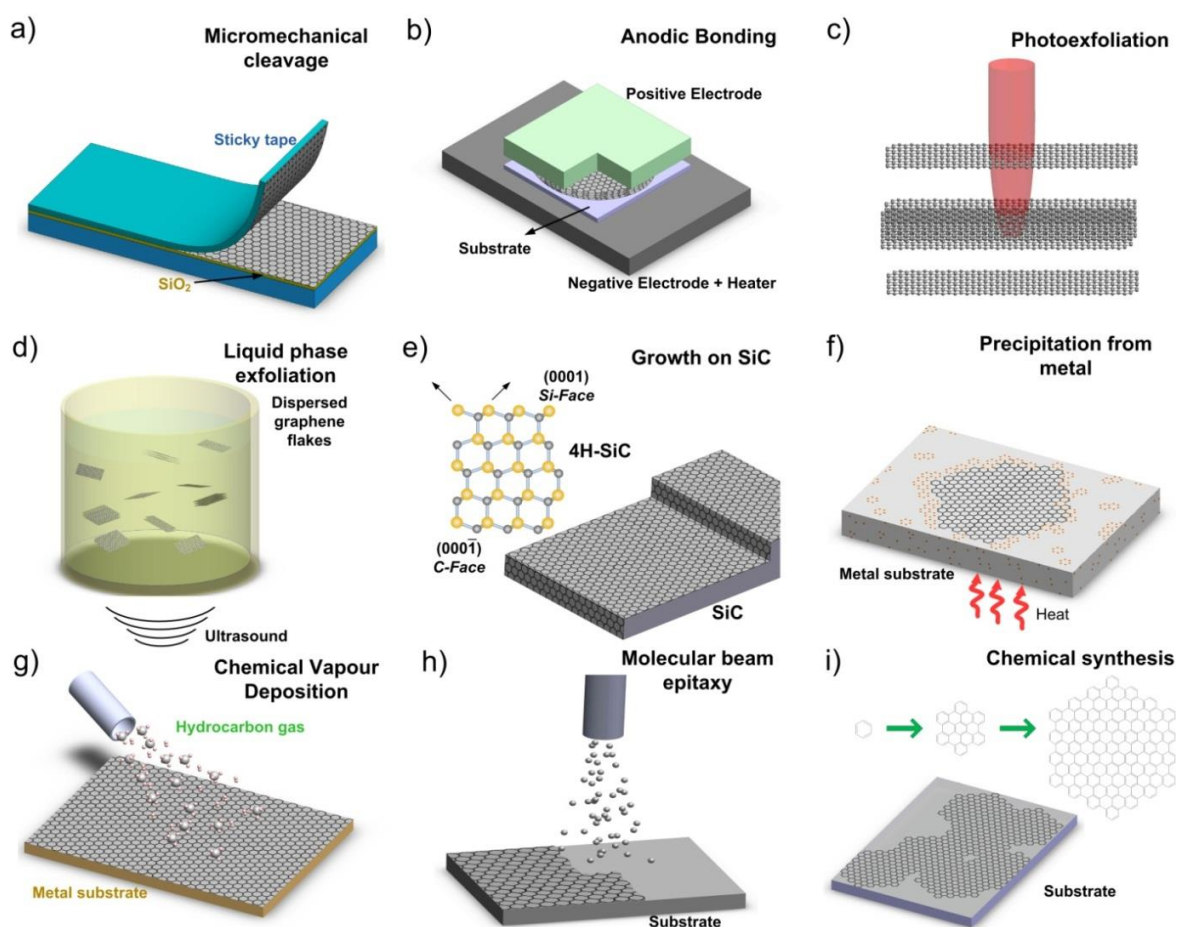 a)
Micromechanical
cleavage
Sticky tape
SiO₂
b)
Anodic Bonding
Positive Electrode
Substrate
Negative Electrode + Heater
c)
Photoexfoliation
d)
Liquid phase
exfoliation
Dispersed
graphene
flakes
Ultrasound
e)
Growth on SiC
(0001)
Si-Face
4H-SiC
(0001̄)
C-Face
SiC
f)
Precipitation from
metal
Metal substrate
Heat
g)
Chemical Vapour
Deposition
Hydrocarbon gas
Metal substrate
h)
Molecular beam
epitaxy
Substrate
i)
Chemical synthesis
Substrate